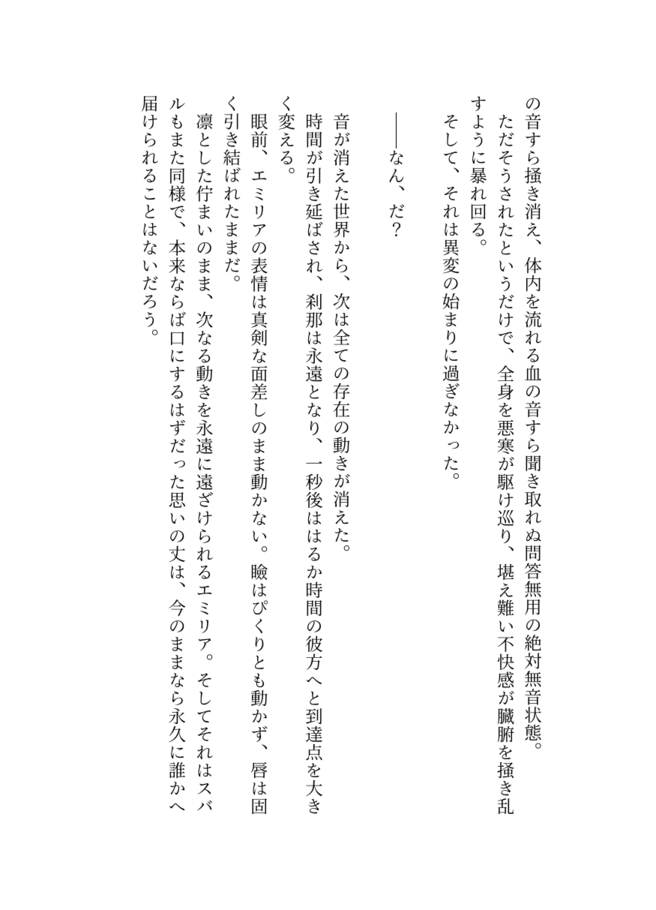 の音すら掻き消え、体内を流れる血の音すら聞き取れぬ問答無用の絶対無音状態。
ただそうされたというだけで、全身を悪寒が駆け巡り、堪え難い不快感が臓腑を掻き乱
すように暴れ回る。
そして、それは異変の始まりに過ぎなかった。
――なん、だ?
音が消えた世界から、次は全ての存在の動きが消えた。
時間が引き延ばされ、刹那は永遠となり、一秒後ははるか時間の彼方へと到達点を大き
く変える。
眼前、エミリアの表情は真剣な面差しのまま動かない。瞼はぴくりとも動かず、唇は固
く引き結ばれたままだ。
凛とした佇まいのまま、次なる動きを永遠に遠ざけられるエミリア。そしてそれはスバ
ルもまた同様で、本来ならば口にするはずだった思いの丈は、今のままなら永久に誰かへ
届けられることはないだろう。